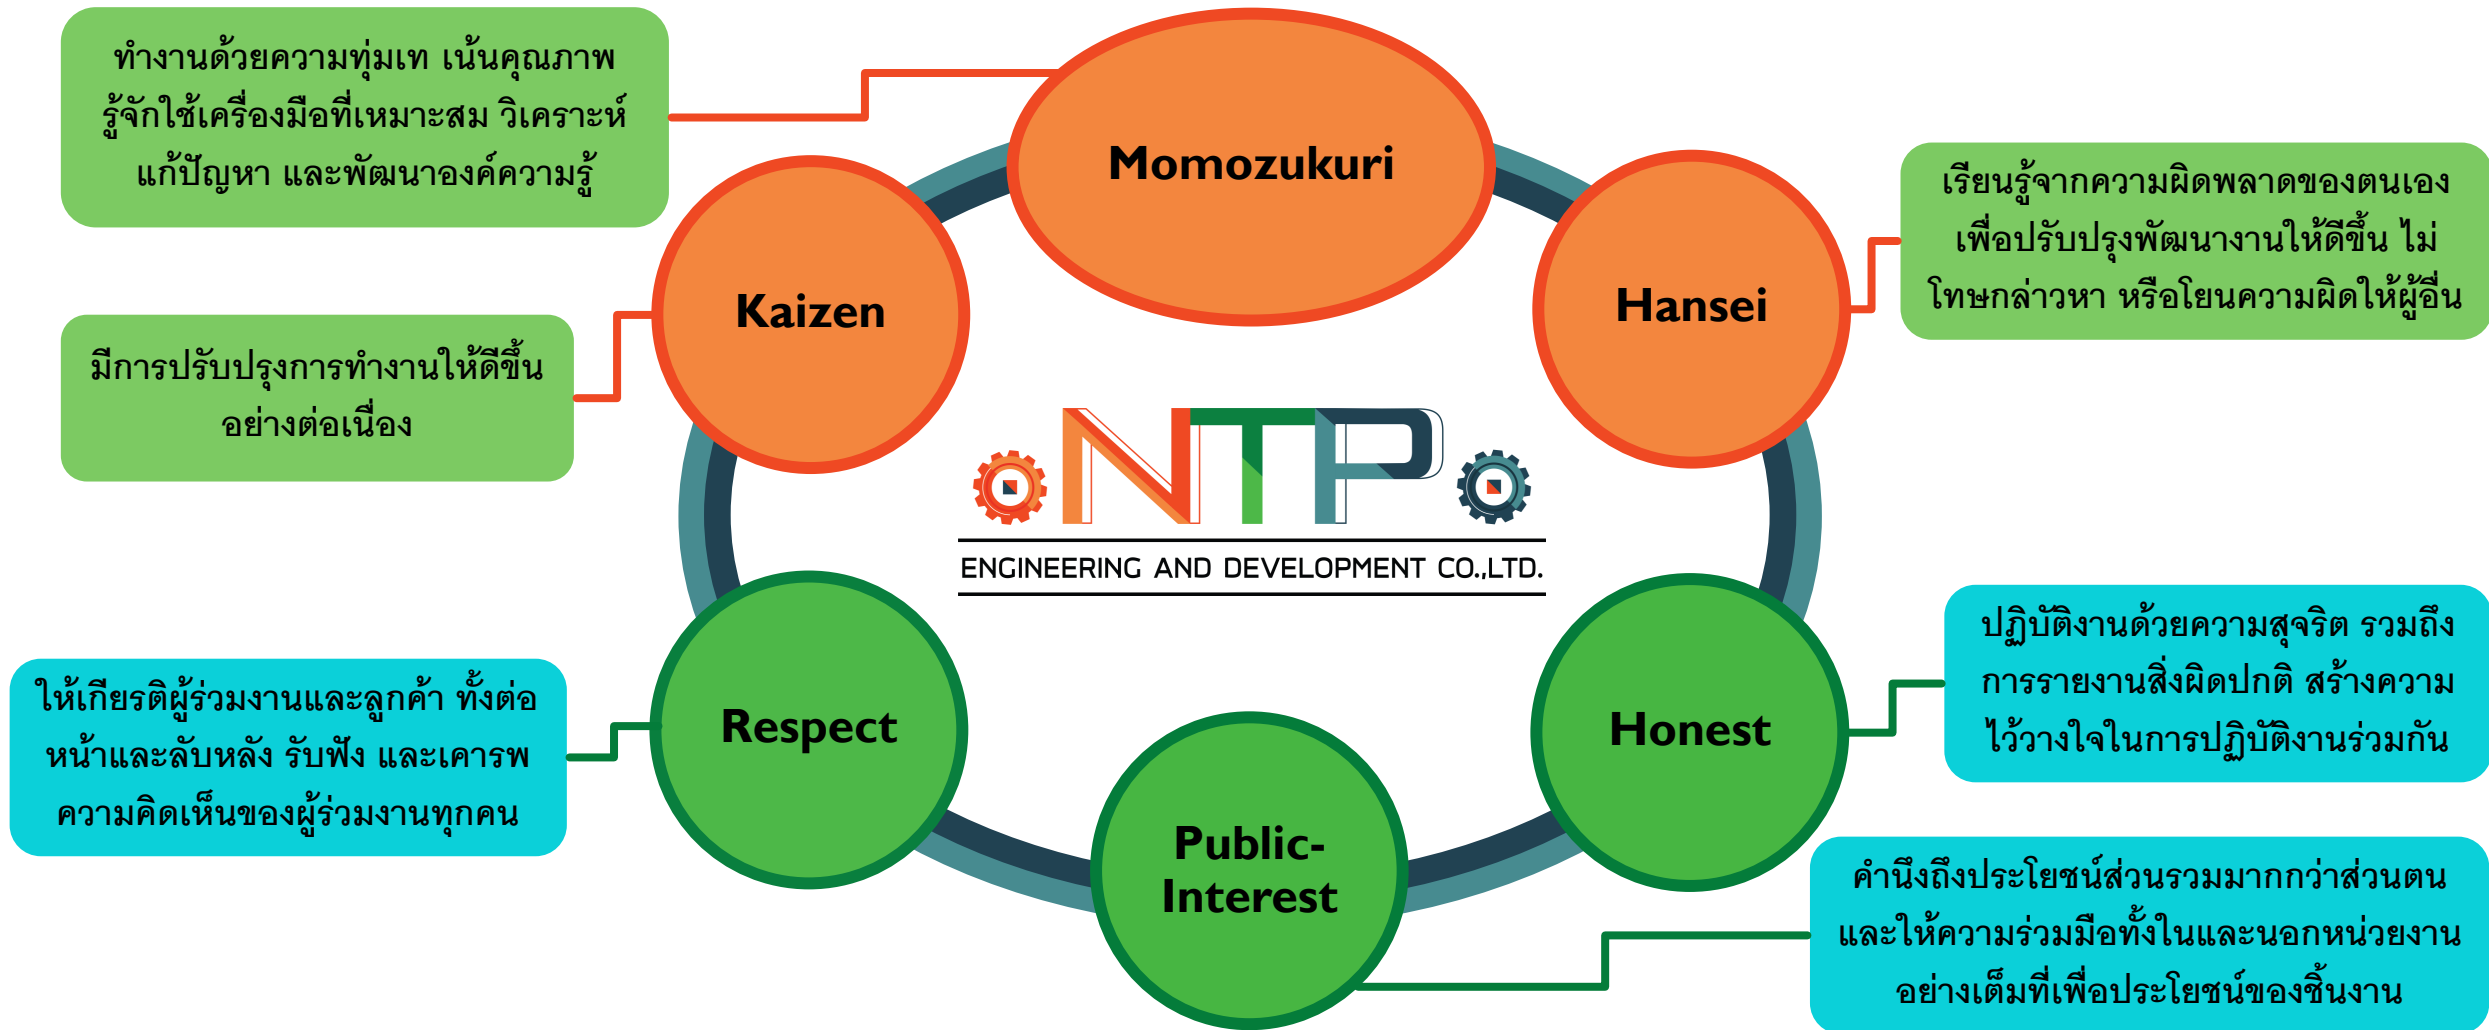 ทำงานด้วยความทุ่มเท เน้นคุณภาพ
รู้จักใช้เครื่องมือที่เหมาะสม วิเคราะห์
แก้ปัญหา และพัฒนาองค์ความรู้
Momozukuri
Kaizen
Hansei
เรียนรู้จากความผิดพลาดของตนเอง
เพื่อปรับปรุงพัฒนางานให้ดีขึ้น ไม่
โทษกล่าวหา หรือโยนความผิดให้ผู้อื่น
มีการปรับปรุงการทำงานให้ดีขึ้น
อย่างต่อเนื่อง
NTP
ENGINEERING AND DEVELOPMENT CO.,LTD.
ให้เกียรติผู้ร่วมงานและลูกค้า ทั้งต่อ
หน้าและลับหลัง รับฟัง และเคารพ
ความคิดเห็นของผู้ร่วมงานทุกคน
Respect
Honest
ปฏิบัติงานด้วยความสุจริต รวมถึง
การรายงานสิ่งผิดปกติ สร้างความ
ไว้วางใจในการปฏิบัติงานร่วมกัน
Public-
Interest
คำนึงถึงประโยชน์ส่วนรวมมากกว่าส่วนตน
และให้ความร่วมมือทั้งในและนอกหน่วยงาน
อย่างเต็มที่เพื่อประโยชน์ของชิ้นงาน